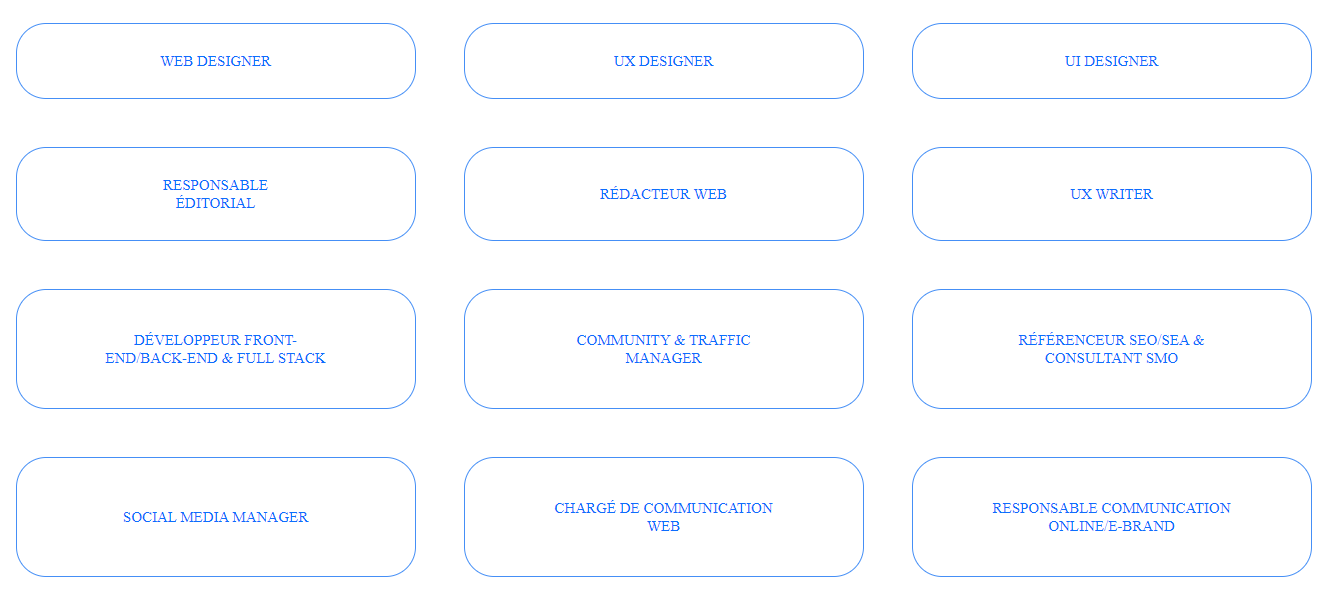 WEB DESIGNER
UX DESIGNER
UI DESIGNER
RESPONSABLE
ÉDITORIAL
RÉDACTEUR WEB
UX WRITER
DÉVELOPPEUR FRONT-
END/BACK-END & FULL STACK
COMMUNITY & TRAFFIC
MANAGER
RÉFÉRENCEUR SEO/SEA &
CONSULTANT SMO
SOCIAL MEDIA MANAGER
CHARGÉ DE COMMUNICATION
WEB
RESPONSABLE COMMUNICATION
ONLINE/E-BRAND